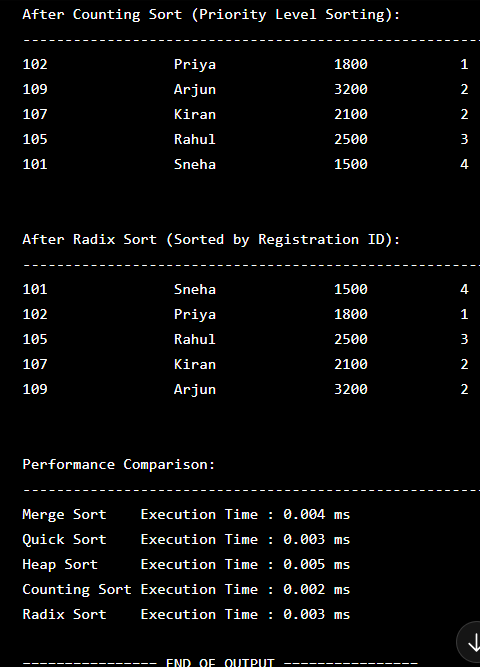 After Counting Sort (Priority Level Sorting):
-------------------------------------------------------
102 Priya 1800 1
109 Arjun 3200 2
107 Kiran 2100 2
105 Rahul 2500 3
101 Sneha 1500 4
After Radix Sort (Sorted by Registration ID):
-------------------------------------------------------
101 Sneha 1500 4
102 Priya 1800 1
105 Rahul 2500 3
107 Kiran 2100 2
109 Arjun 3200 2
Performance Comparison:
-------------------------------------------------------
Merge Sort Execution Time : 0.004 ms
Quick Sort Execution Time : 0.003 ms
Heap Sort Execution Time : 0.005 ms
Counting Sort Execution Time : 0.002 ms
Radix Sort Execution Time : 0.003 ms
---------------- END OF OUTPUT ----------------